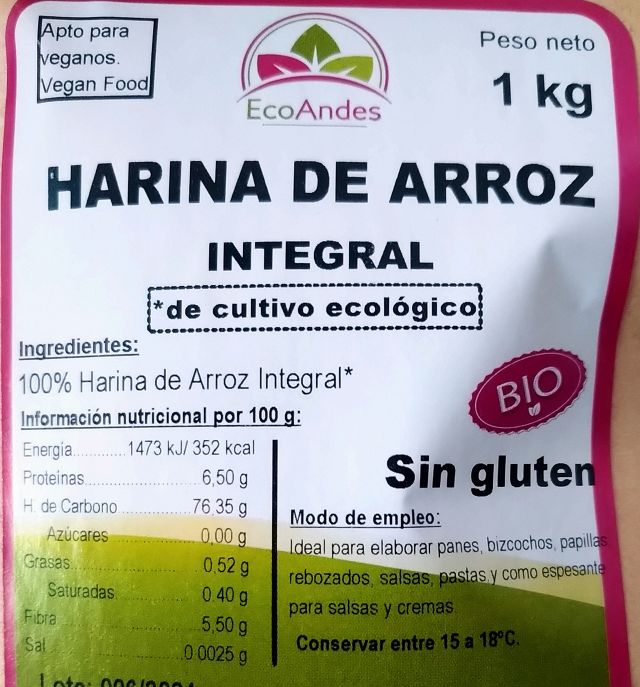 Apto para
veganos.
Vegan Food
EcoAndes
Peso neto
1 kg
HARINA DE ARROZ
INTEGRAL
*de cultivo ecológico
Ingredientes:
100% Harina de Arroz Integral*
BIO
Información nutricional por 100 g:
Energía............1473 kJ/ 352 kcal
Proteinas..........................6,50 g
H. de Carbono................76,35 g
Azúcares....................0,00 g
Grasas.............................0,52 g
Saturadas..................0.40 g
Fibra................................5,50 g
Sal..............................0.0025 g
Sin gluten
Modo de empleo:
Ideal para elaborar panes, bizcochos, papillas,
rebozados, salsas, pastas y como espesante
para salsas y cremas.
Conservar entre 15 a 18ºC.